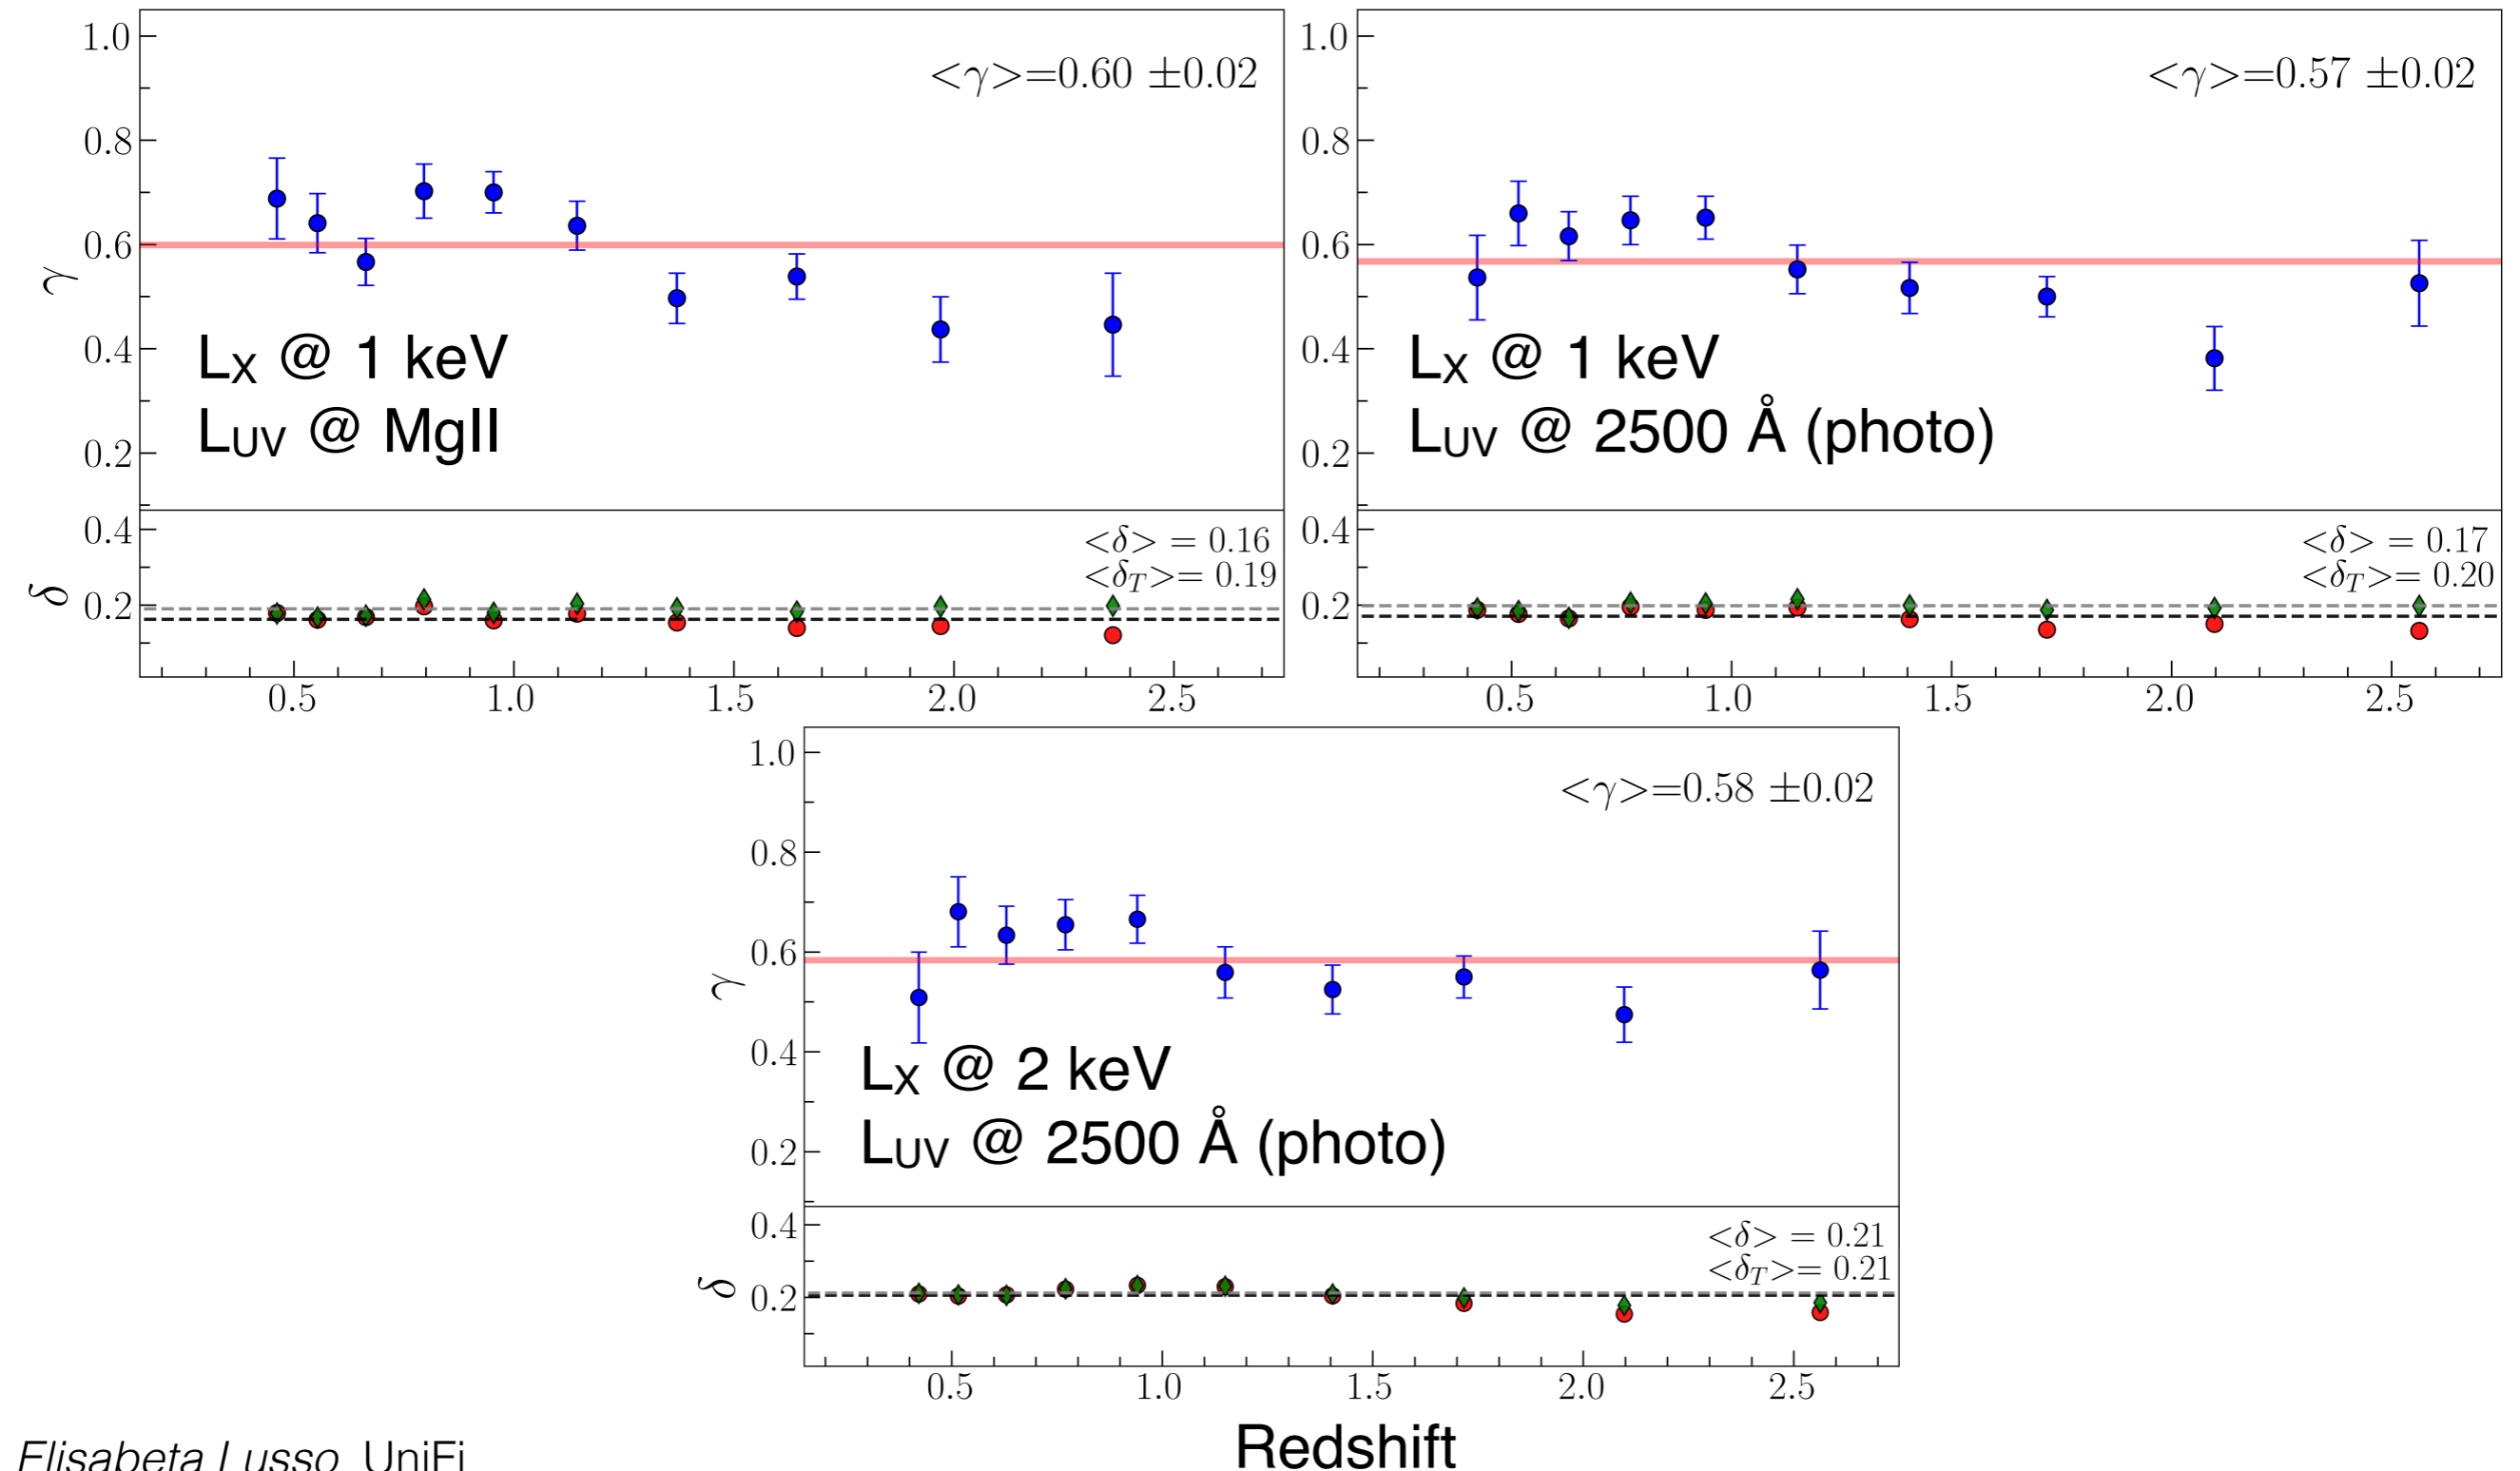 1.0
0.8
0.6
0.4
0.2
γ
<γ>=0.60 ±0.02
LX @ 1 keV
LUV @ MgII
0.4
0.2
δ
<δ> = 0.16
<δT>= 0.19
0.5 1.0 1.5 2.0 2.5
1.0
0.8
0.6
0.4
0.2
<γ>=0.57 ±0.02
LX @ 1 keV
LUV @ 2500 Å (photo)
0.4
0.2
<δ> = 0.17
<δT>= 0.20
0.5 1.0 1.5 2.0 2.5
1.0
0.8
0.6
0.4
0.2
γ
<γ>=0.58 ±0.02
LX @ 2 keV
LUV @ 2500 Å (photo)
0.4
0.2
δ
<δ> = 0.21
<δT>= 0.21
0.5 1.0 1.5 2.0 2.5
Redshift
Elisabeta Lusso UniFi